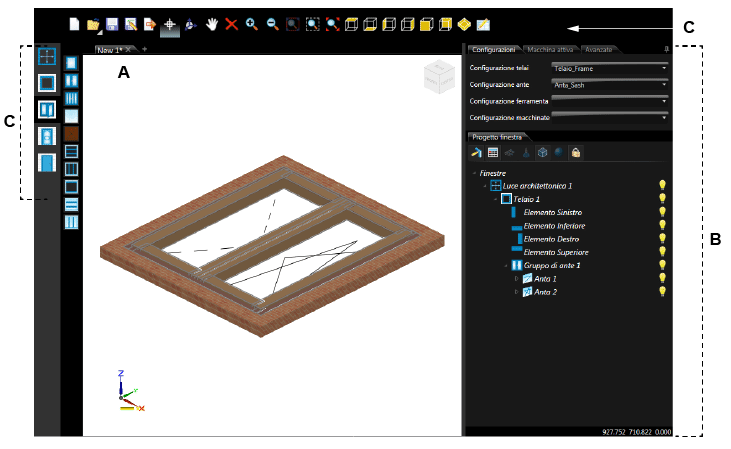 C
New 1*
A
Configurazioni Macchina attiva Avanzate
Configurazione telai Telaio_Frame
Configurazione ante Anta_Sash
Configurazione ferramenta
Configurazione macchinate
C
Progetto finestra
Finestre
Luce architettonica 1
Telaio 1
Elemento Sinistro
Elemento Inferiore
Elemento Destro
Elemento Superiore
Gruppo di ante 1
Anta 1
Anta 2
B
Z
Y
X
927.752 710.822 0.000